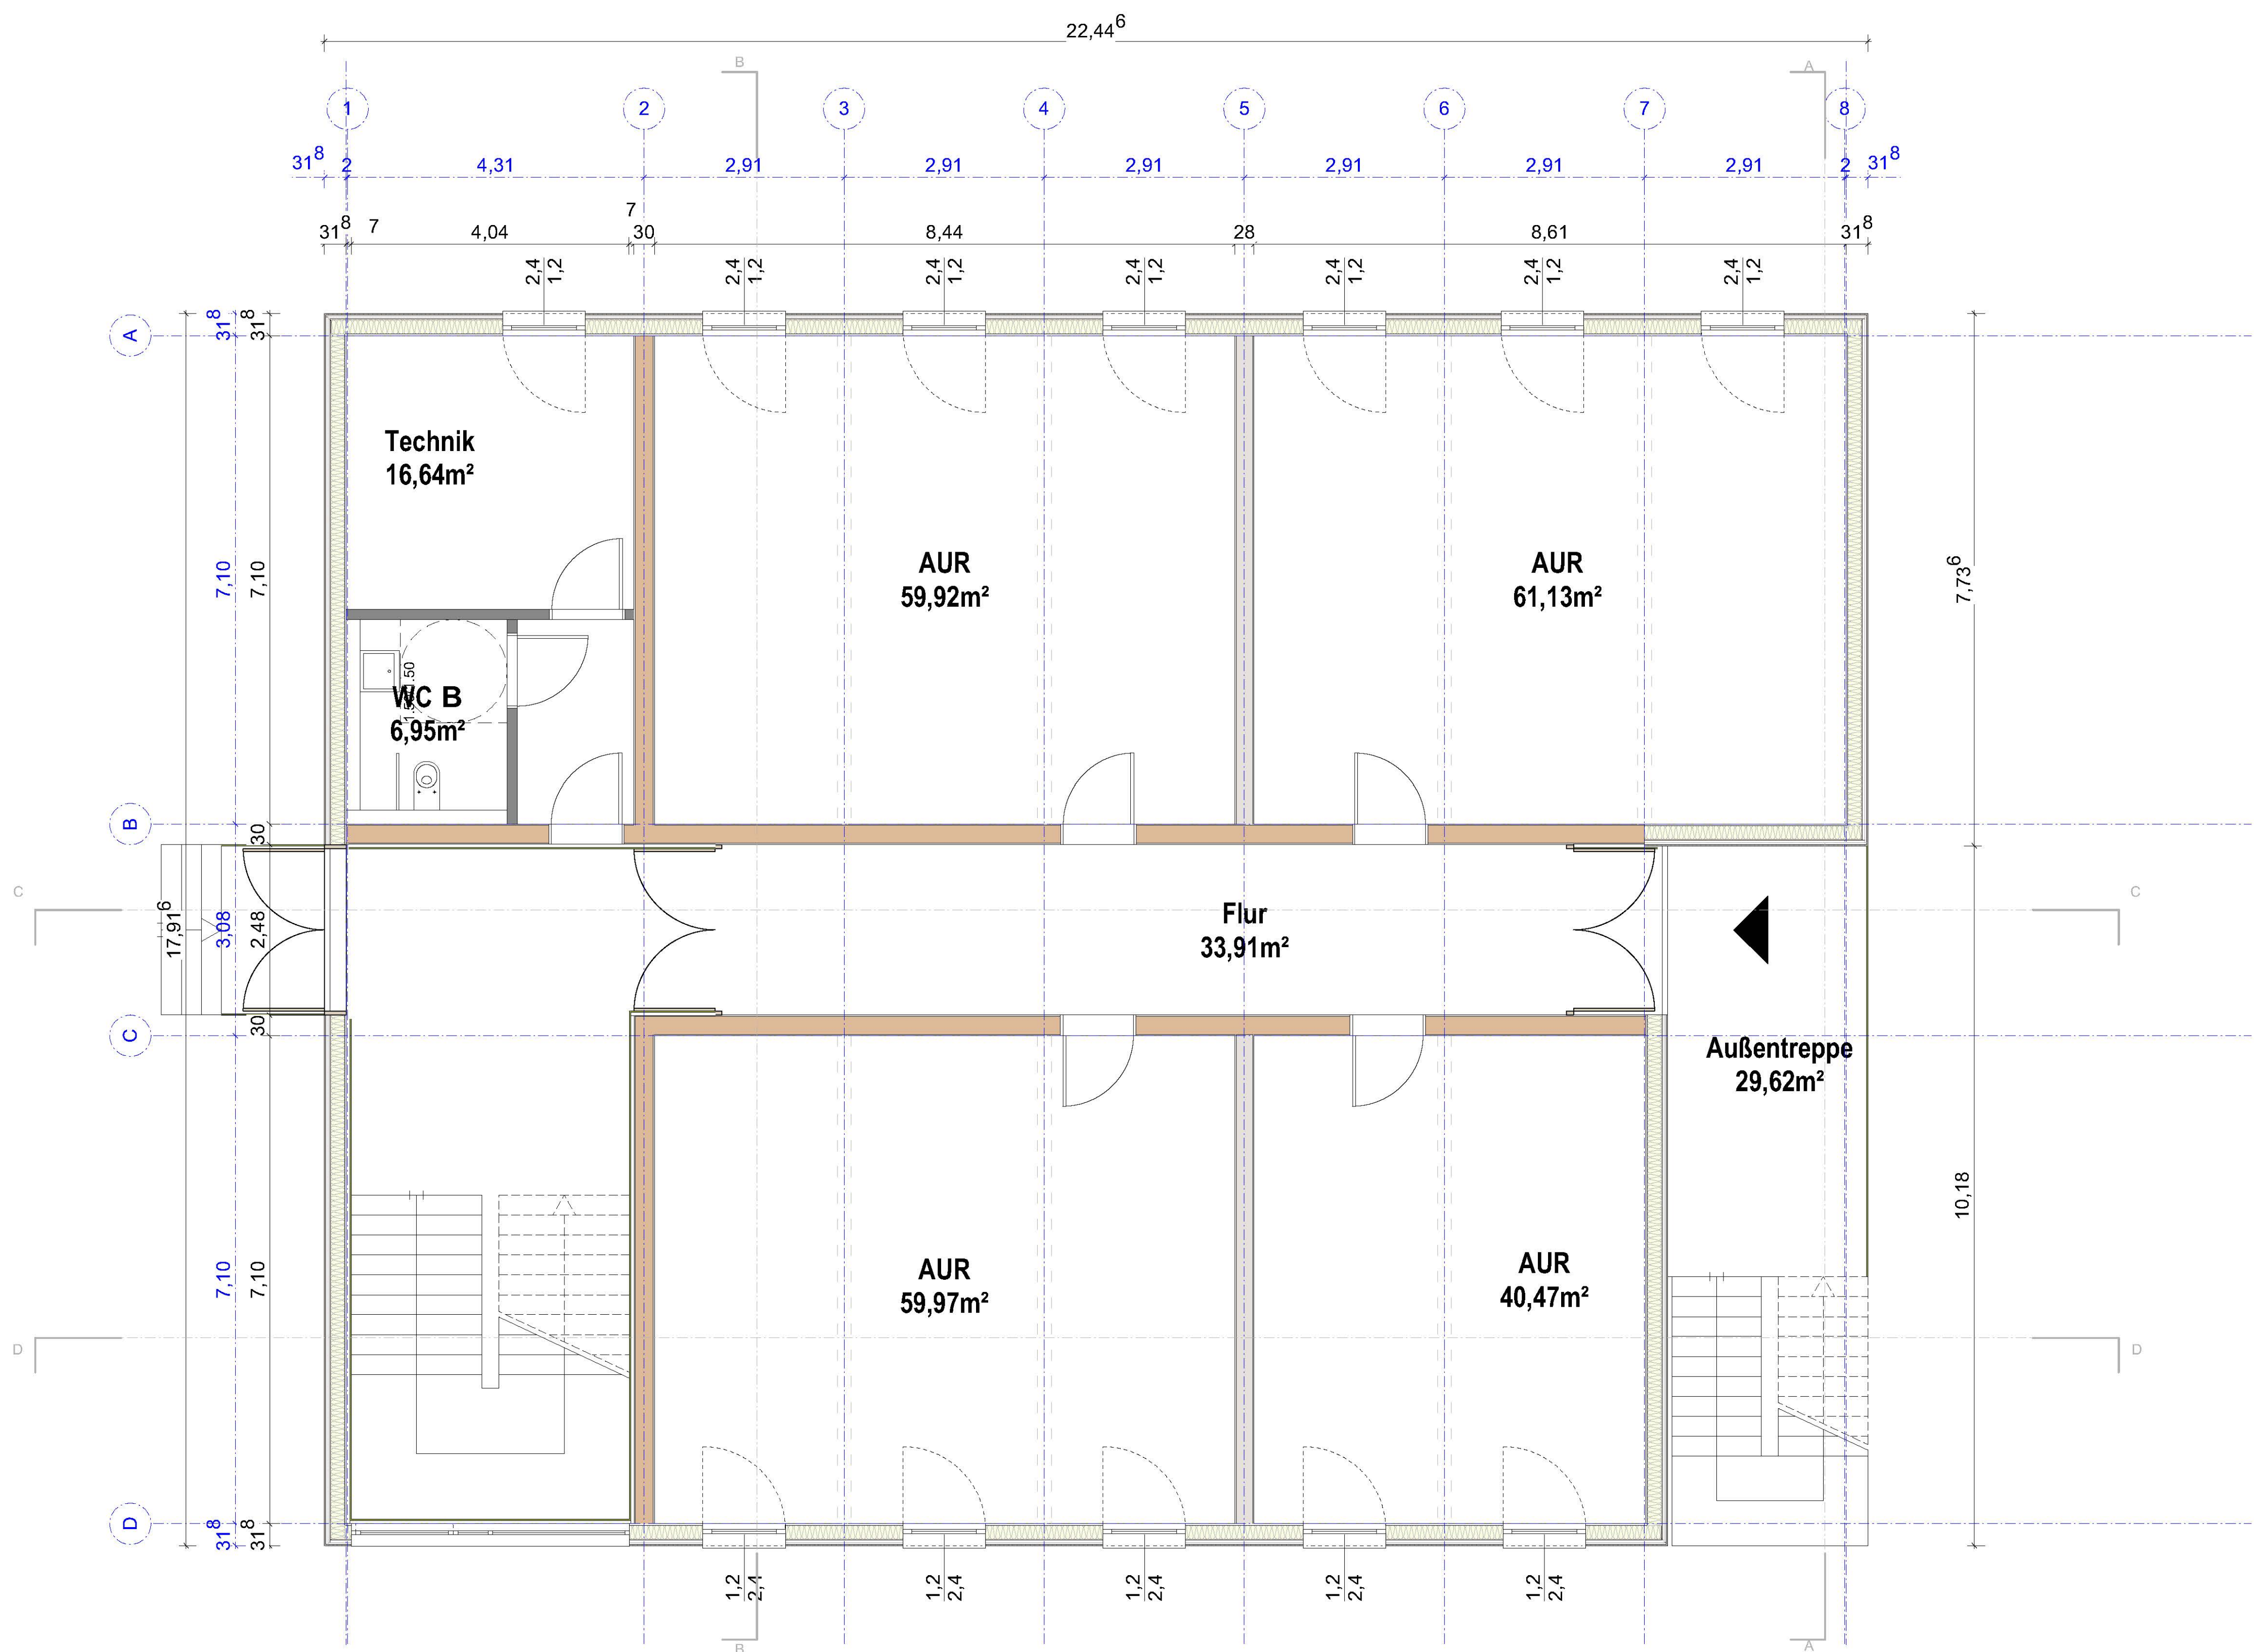 22,44⁶
B
A
1
2
3
4
5
6
7
8
31⁸
2
4,31
2,91
2,91
2,91
2,91
2,91
2,91
2
31⁸
31⁸
7
4,04
7
30
8,44
28
8,61
31⁸
2,4
1,2
2,4
1,2
2,4
1,2
2,4
1,2
2,4
1,2
2,4
1,2
2,4
1,2
A
31⁸
31⁸
Technik
16,64m²
AUR
59,92m²
AUR
61,13m²
7,10
7,10
7,73⁶
WC B
6,95m²
B
30
C
17,91⁶
3,08
2,48
Flur
33,91m²
C
C
30
Außentreppe
29,62m²
7,10
7,10
10,18
AUR
59,97m²
AUR
40,47m²
D
D
D
31⁸
31⁸
1,2
2,4
1,2
2,4
1,2
2,4
1,2
2,4
1,2
2,4
B
A